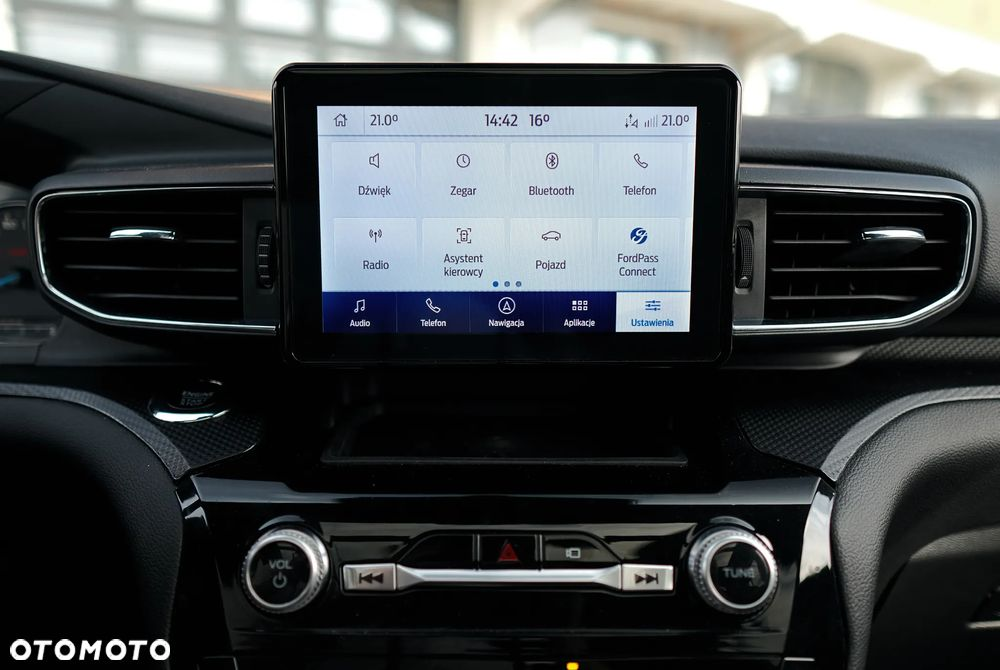 21.0° 14:42 16° 21.0°
Dźwięk Zegar Bluetooth Telefon
Radio Asystent kierowcy Pojazd FordPass Connect
Audio Telefon Nawigacja Aplikacje Ustawienia
ENGINE
START
VOL TUNE
OTOMOTO